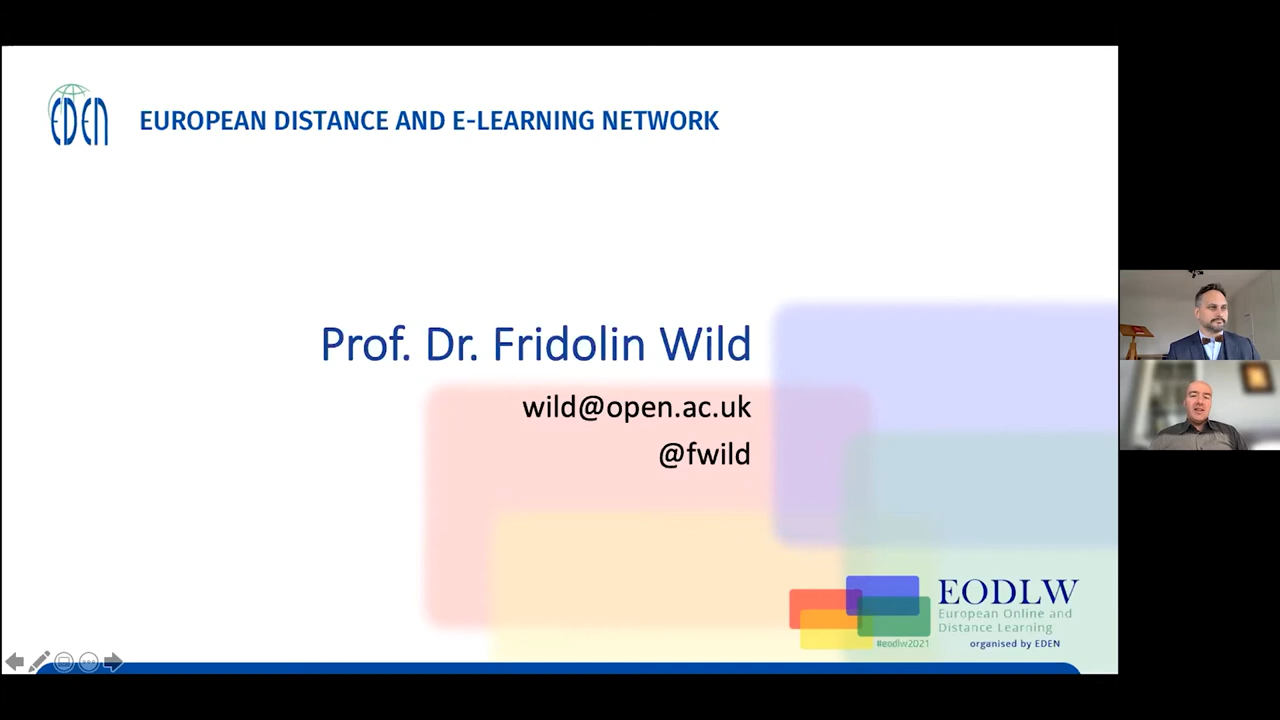 EDEN
EUROPEAN DISTANCE AND E-LEARNING NETWORK
Prof. Dr. Fridolin Wild
wild@open.ac.uk
@fwild
EODLW
European Online and
Distance Learning
#eodlw2021
organised by EDEN